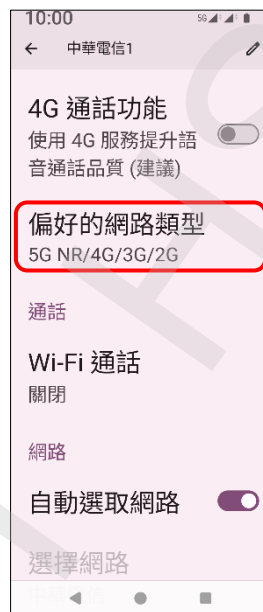 10:00
5G
中華電信1
4G 通話功能
使用 4G 服務提升語
音通話品質 (建議)
偏好的網路類型
5G NR/4G/3G/2G
通話
Wi-Fi 通話
關閉
網路
自動選取網路
選擇網路